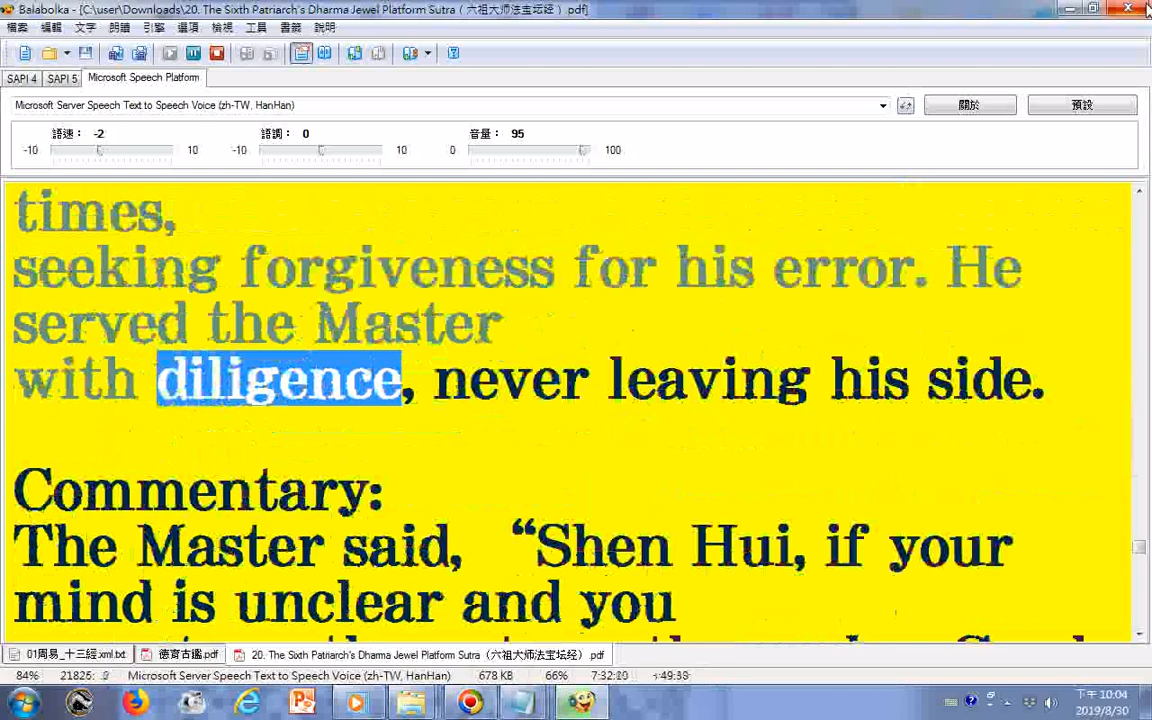 Balabolka - [C:\user\Downloads\20. The Sixth Patriarch's Dharma Jewel Platform Sutra（六祖大师法宝坛经）pdf]
檔案 編輯 文字 朗讀 引擎 選項 檢視 工具 書籤 說明
SAPI 4 SAPI 5 Microsoft Speech Platform
Microsoft Server Speech Text to Speech Voice (zh-TW, HanHan) 關於 預設
語速： -2 語調： 0 音量： 95
-10 10 -10 10 0 100
times,
seeking forgiveness for his error. He
served the Master
with diligence, never leaving his side.
Commentary:
The Master said, “Shen Hui, if your
mind is unclear and you
01周易_十三經.xml.txt 德育古鑑.pdf 20. The Sixth Patriarch's Dharma Jewel Platform Sutra（六祖大师法宝坛经）.pdf
84% Microsoft Server Speech Text to Speech Voice (zh-TW, HanHan) 678 KB 66%
下午 10:04
2019/8/30